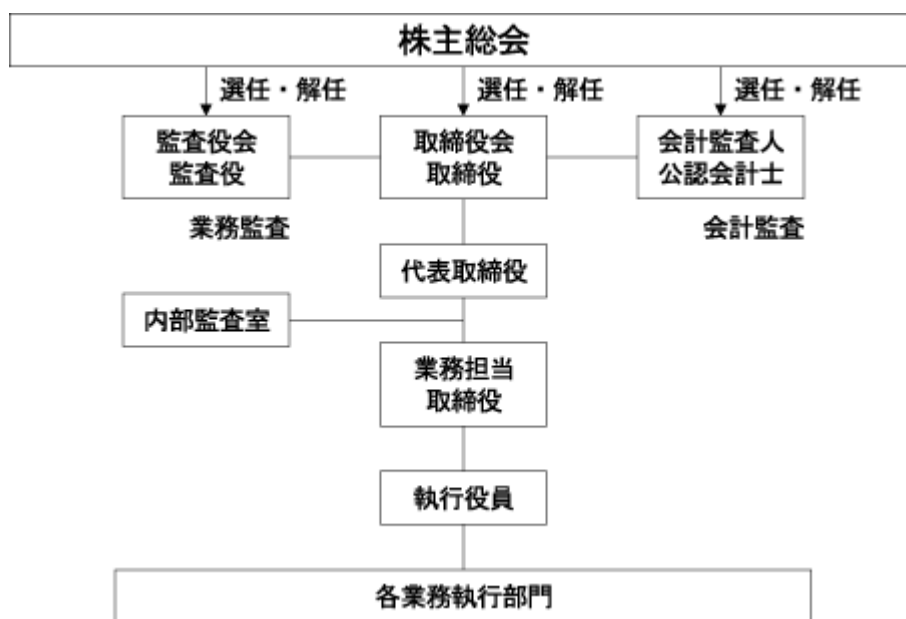 株主総会
選任・解任
選任・解任
選任・解任
監査役会
監査役
取締役会
取締役
会計監査人
公認会計士
業務監査
会計監査
代表取締役
内部監査室
業務担当
取締役
執行役員
各業務執行部門